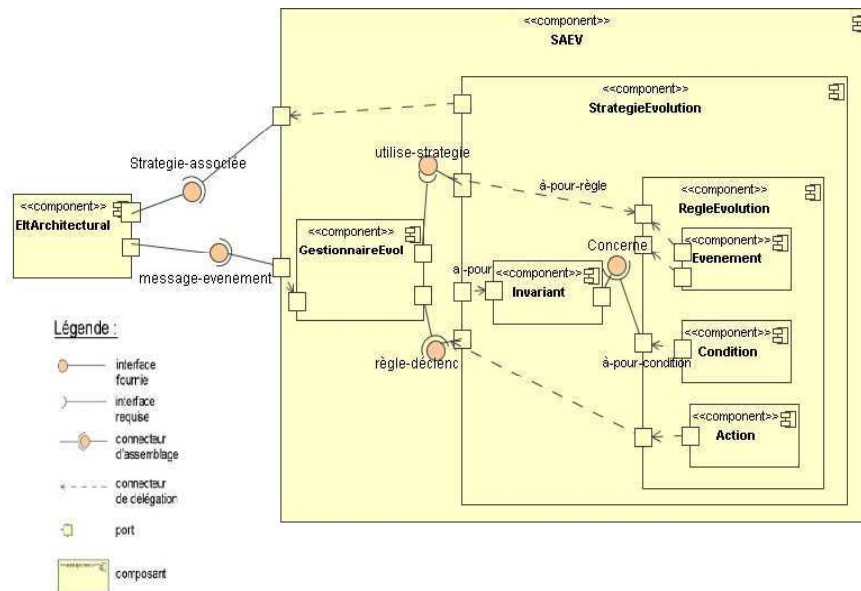 <<component>>
SAEV
<<component>>
StrategieEvolution
Strategie-associée
utilise-strategie
à-pour-règle
<<component>>
RegleEvolution
<<component>>
EltArchitectural
<<component>>
GestionnaireEvol
Concerne
<<component>>
Evenement
message-evenement
a -pour
<<component>>
Invariant
<<component>>
Condition
règle-déclenc
à-pour-condition
<<component>>
Action
Légende :
interface
fournie
interface
requise
connecteur
d'assemblage
connecteur
de délégation
port
composant